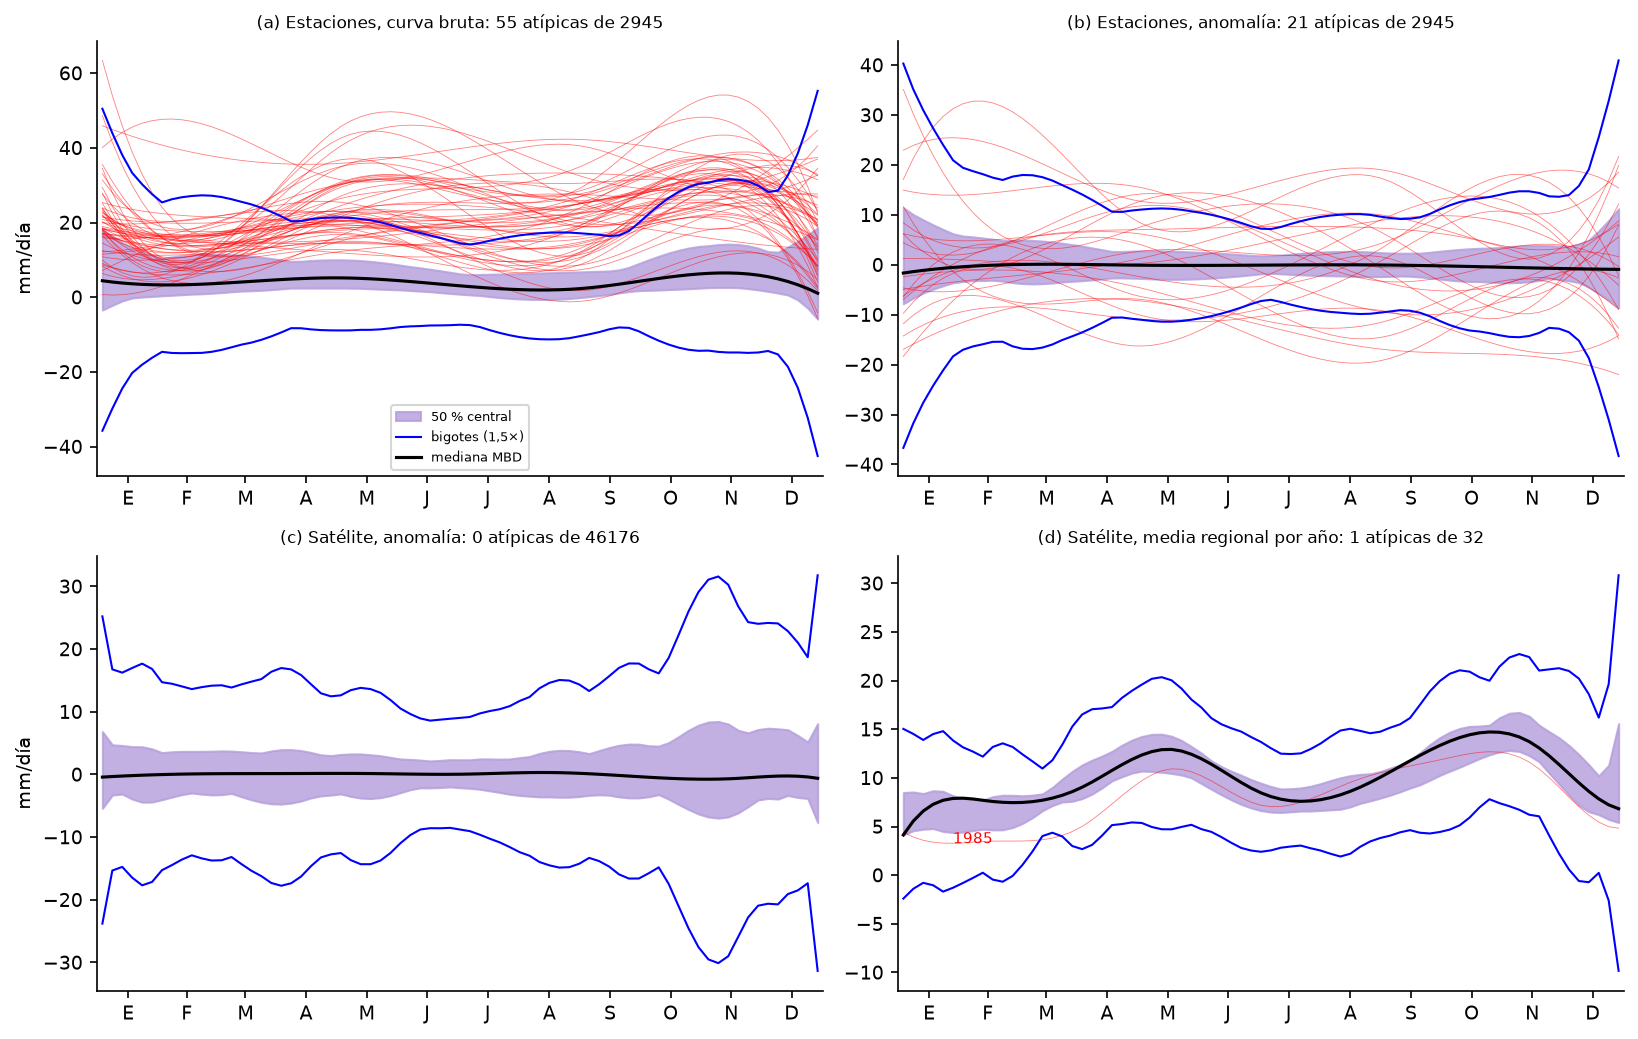 (a) Estaciones, curva bruta: 55 atípicas de 2945
60
40
20
0
−20
−40
mm/día
50 % central
bigotes (1,5×)
mediana MBD
E F M A M J J A S O N D
(b) Estaciones, anomalía: 21 atípicas de 2945
40
30
20
10
0
−10
−20
−30
−40
E F M A M J J A S O N D
(c) Satélite, anomalía: 0 atípicas de 46176
30
20
10
0
−10
−20
−30
mm/día
E F M A M J J A S O N D
(d) Satélite, media regional por año: 1 atípicas de 32
30
25
20
15
10
5
0
−5
−10
1985
E F M A M J J A S O N D